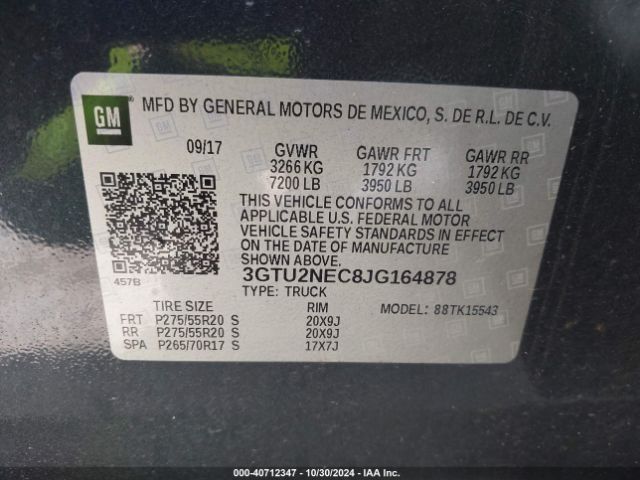 GM
MFD BY GENERAL MOTORS DE MEXICO, S. DE R.L. DE C.V.
09/17 GVWR GAWR FRT GAWR RR
3266 KG 1792 KG 1792 KG
7200 LB 3950 LB 3950 LB
THIS VEHICLE CONFORMS TO ALL
APPLICABLE U.S. FEDERAL MOTOR
VEHICLE SAFETY STANDARDS IN EFFECT
ON THE DATE OF MANUFACTURE
SHOWN ABOVE.
457B
3GTU2NEC8JG164878
TYPE: TRUCK
MODEL: 88TK15543
TIRE SIZE RIM
FRT P275/55R20 S 20X9J
RR P275/55R20 S 20X9J
SPA P265/70R17 S 17X7J
000-40712347 - 10/30/2024 - IAA Inc.